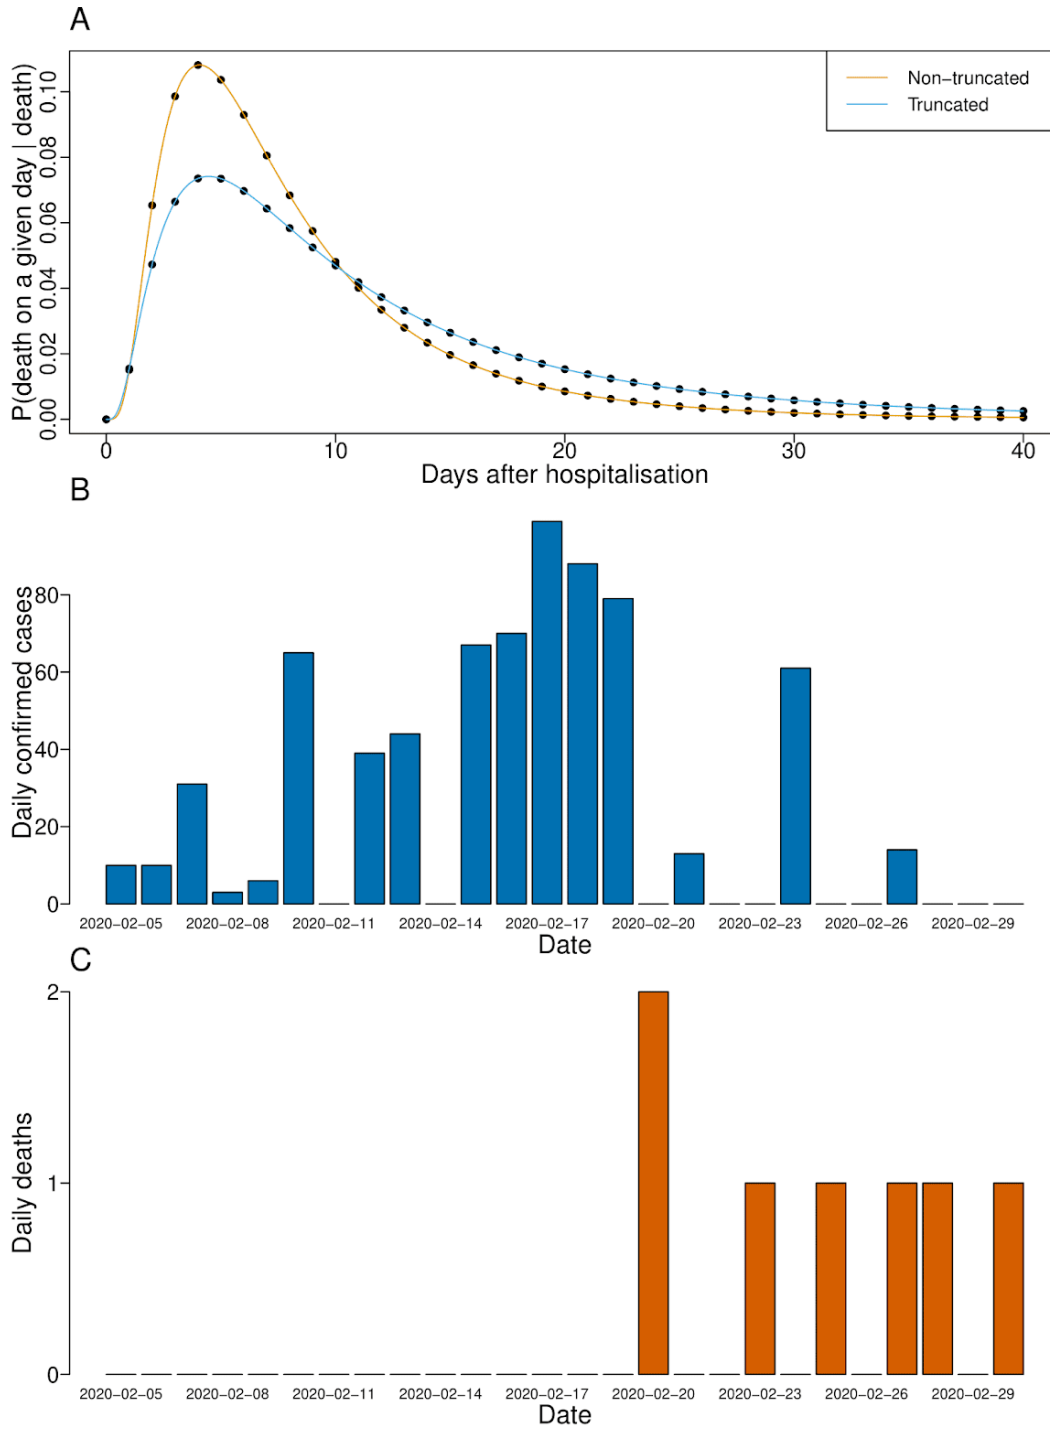 A
P(death on a given day | death)
0.00 0.02 0.04 0.06 0.08 0.10
Non−truncated
Truncated
0 10 20 30 40
Days after hospitalisation
B
Daily confirmed cases
0 20 40 60 80
2020−02−05 2020−02−08 2020−02−11 2020−02−14 2020−02−17 2020−02−20 2020−02−23 2020−02−26 2020−02−29
Date
C
Daily deaths
0 1 2
2020−02−05 2020−02−08 2020−02−11 2020−02−14 2020−02−17 2020−02−20 2020−02−23 2020−02−26 2020−02−29
Date